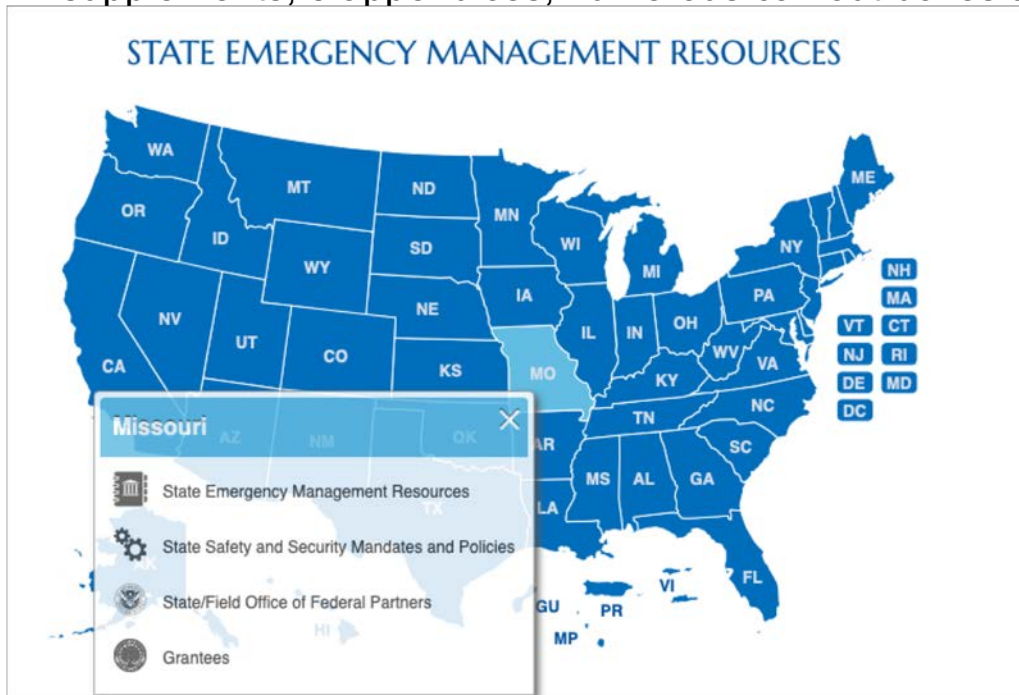 STATE EMERGENCY MANAGEMENT RESOURCES
WA
MT
ND
MN
ME
OR
ID
SD
WI
NY
WY
MI
NH
IA
PA
MA
NE
NV
IL
IN
OH
VT
CT
UT
CO
WV
NJ
RI
CA
KS
MO
VA
KY
DE
MD
NC
DC
TN
Missouri
AZ
NM
OK
AR
SC
MS
AL
GA
State Emergency Management Resources
TX
LA
State Safety and Security Mandates and Policies
AK
FL
VI
State/Field Office of Federal Partners
GU
PR
HI
MP
Grantees